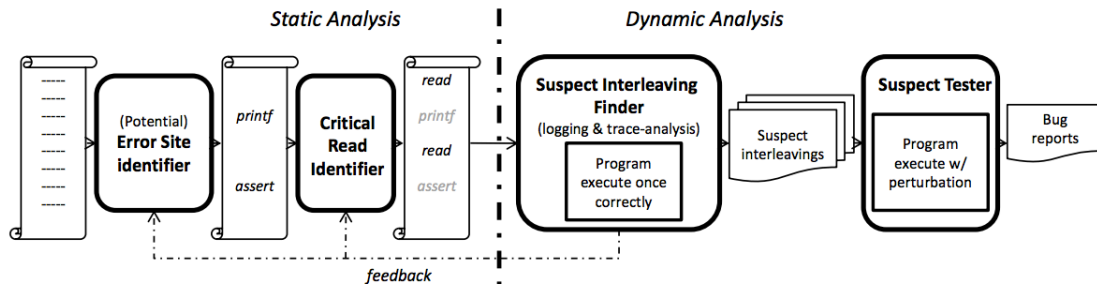 Static Analysis
Dynamic Analysis
-----
-----
-----
-----
-----
-----
-----
-----
(Potential)
Error Site
identifier
printf
assert
Critical
Read
Identifier
read
printf
read
assert
Suspect Interleaving
Finder
(logging & trace-analysis)
Program
execute once
correctly
Suspect
interleavings
Suspect Tester
Program
execute w/
perturbation
Bug
reports
feedback